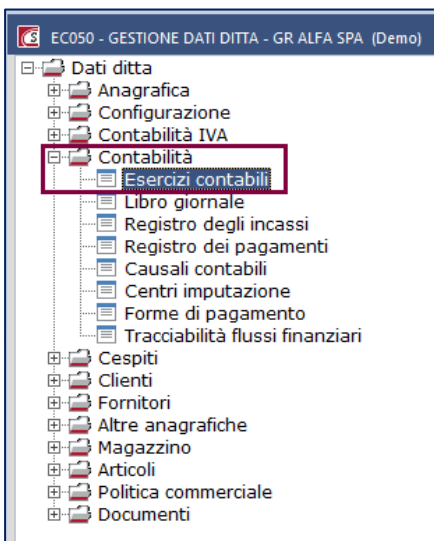 EC050 - GESTIONE DATI DITTA - GR ALFA SPA (Demo)
Dati ditta
Anagrafica
Configurazione
Contabilità IVA
Contabilità
Esercizi contabili
Libro giornale
Registro degli incassi
Registro dei pagamenti
Causali contabili
Centri imputazione
Forme di pagamento
Tracciabilità flussi finanziari
Cespiti
Clienti
Fornitori
Altre anagrafiche
Magazzino
Articoli
Politica commerciale
Documenti